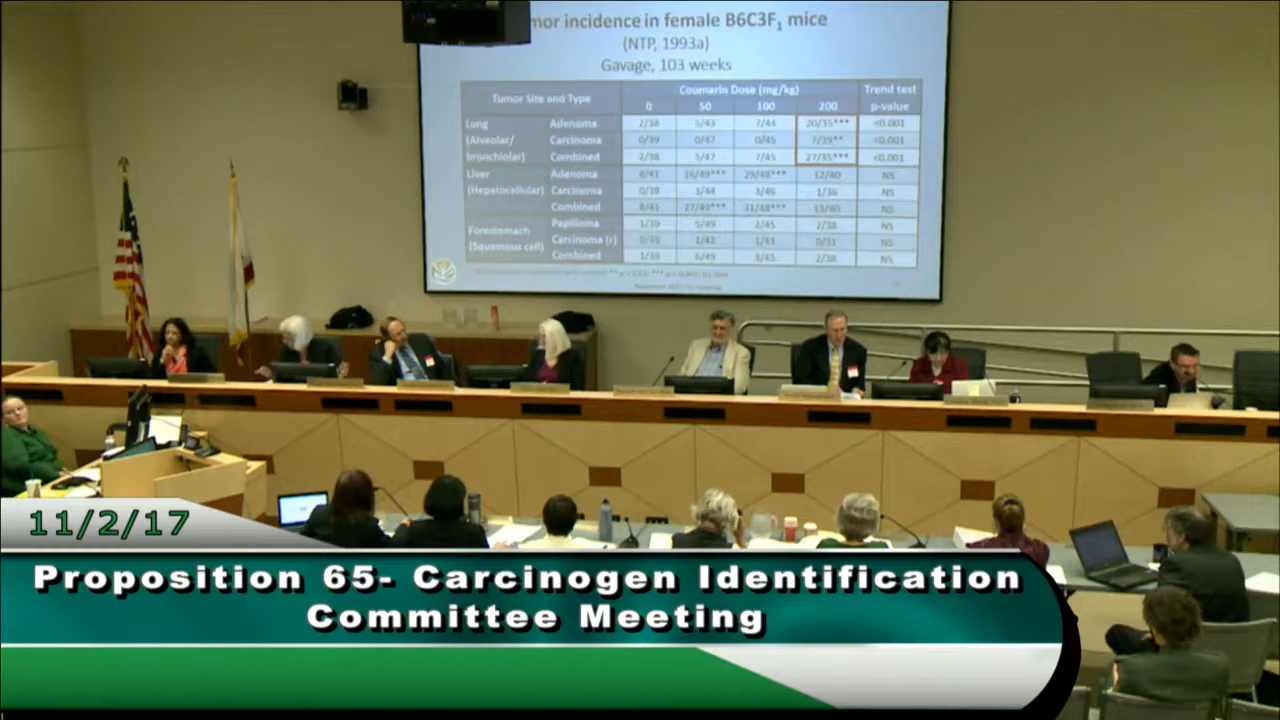 mor incidence in female B6C3F₁ mice
(NTP, 1993a)
Gavage, 103 weeks
Tumor Site and Type Coumarin Dose (mg/kg) Trend test
0 50 100 200 p-value
Lung Adenoma 2/38 5/43 7/44 20/35*** <0.001
(Alveolar/ Carcinoma 0/39 0/47 0/45 7/39** <0.001
bronchiolar) Combined 2/38 5/47 7/45 27/35*** <0.001
Liver Adenoma 8/41 26/49*** 29/48*** 12/40 NS
(Hepatocellular) Carcinoma 0/38 3/44 3/46 1/36 NS
Combined 8/41 27/49*** 31/48*** 13/40 NS
Forestomach Papilloma 1/39 5/49 2/45 2/38 NS
(Squamous cell) Carcinoma (r) 0/35 1/42 1/43 0/31 NS
Combined 1/39 6/49 3/45 2/38 NS
11/2/17
Proposition 65- Carcinogen Identification
Committee Meeting